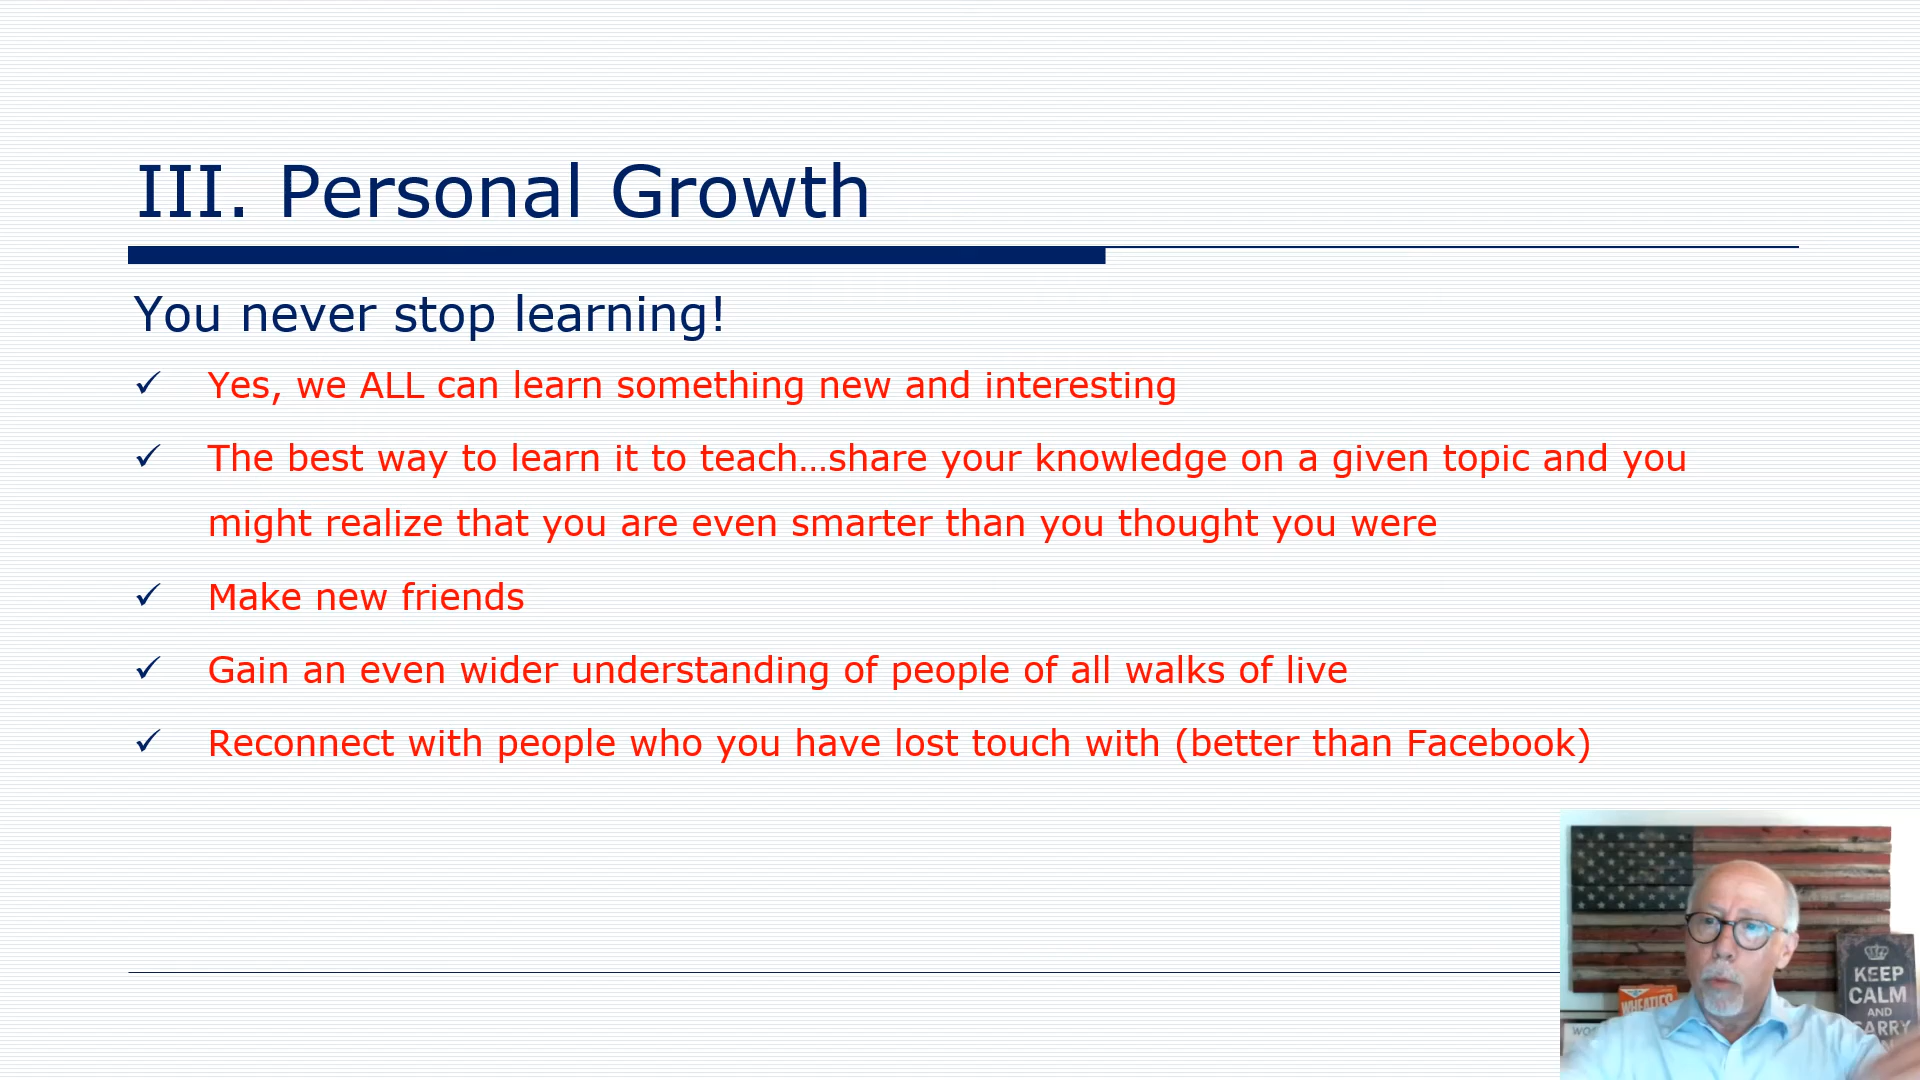 III. Personal Growth
You never stop learning!
Yes, we ALL can learn something new and interesting
The best way to learn it to teach...share your knowledge on a given topic and you
might realize that you are even smarter than you thought you were
Make new friends
Gain an even wider understanding of people of all walks of live
Reconnect with people who you have lost touch with (better than Facebook)
WHEATIES
KEEP
CALM
AND
CARRY